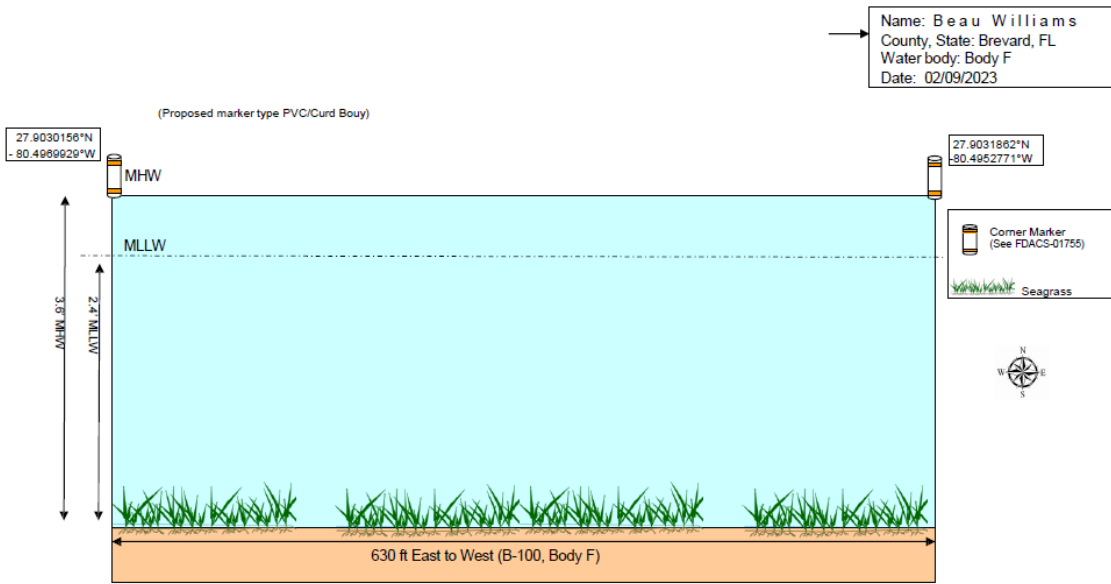 Name: Beau Williams
County, State: Brevard, FL
Water body: Body F
Date: 02/09/2023
(Proposed marker type PVC/Curd Bouy)
27.9030156°N
- 80.4969929°W
27.9031862°N
-80.4952771°W
MHW
MLLW
3.6' MHW
2.4' MLLW
Corner Marker
(See FDACS-01755)
Seagrass
N
W E
S
630 ft East to West (B-100, Body F)